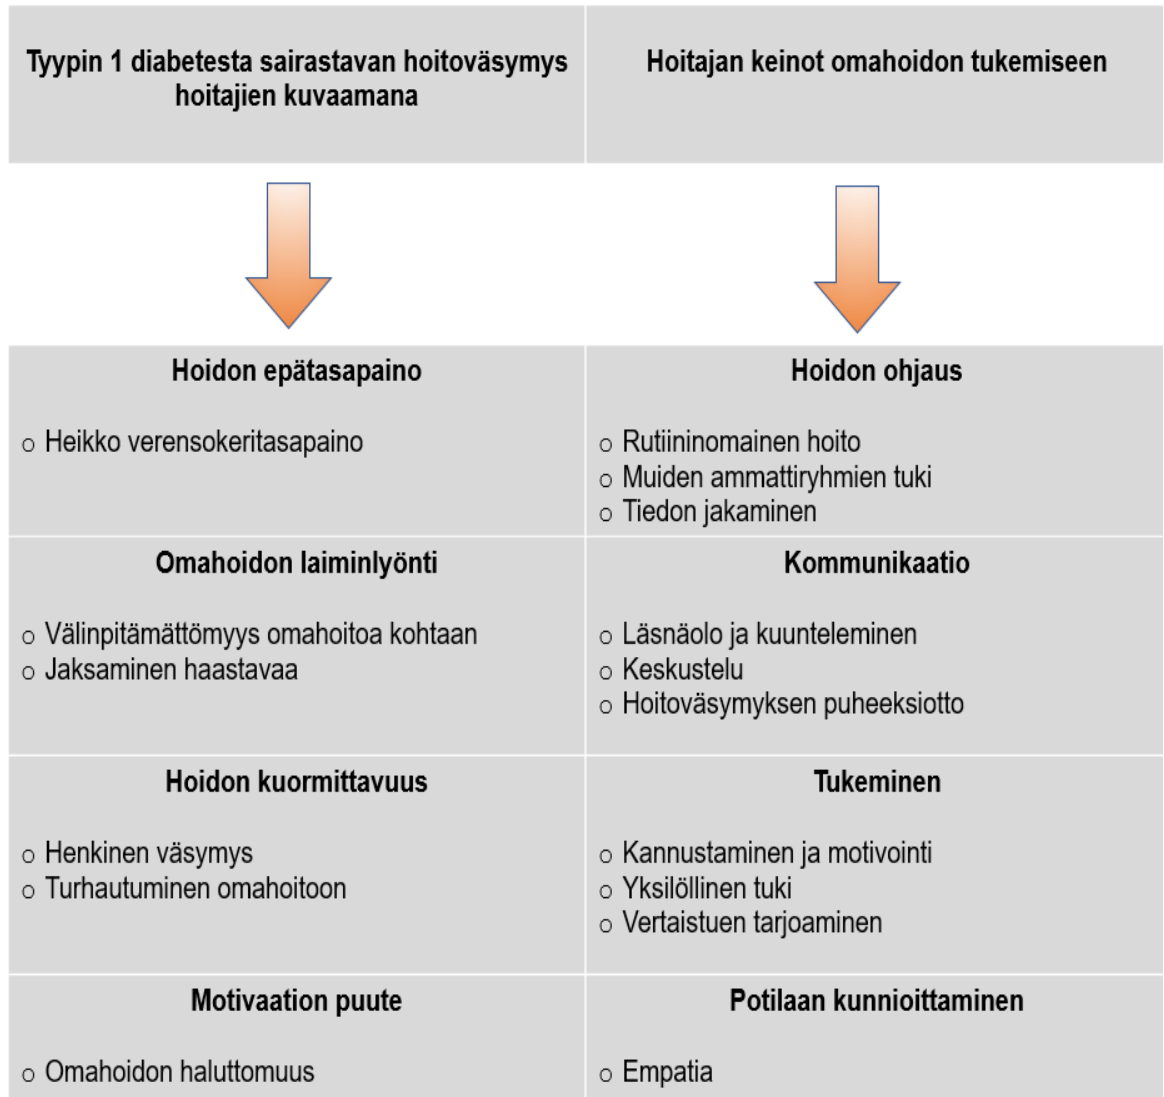 Tyypin 1 diabetesta sairastavan hoitoväsymys
hoitajien kuvaamana
Hoitajan keinot omahoidon tukemiseen
Hoidon epätasapaino
o Heikko verensokeritasapaino
Hoidon ohjaus
o Rutiininomainen hoito
o Muiden ammattiryhmien tuki
o Tiedon jakaminen
Omahoidon laiminlyönti
o Välinpitämättömyys omahoitoa kohtaan
o Jaksaminen haastavaa
Kommunikaatio
o Läsnäolo ja kuunteleminen
o Keskustelu
o Hoitoväsymyksen puheeksiotto
Hoidon kuormittavuus
o Henkinen väsymys
o Turhautuminen omahoitoon
Tukeminen
o Kannustaminen ja motivointi
o Yksilöllinen tuki
o Vertaistuen tarjoaminen
Motivaation puute
o Omahoidon haluttomuus
Potilaan kunnioittaminen
o Empatia